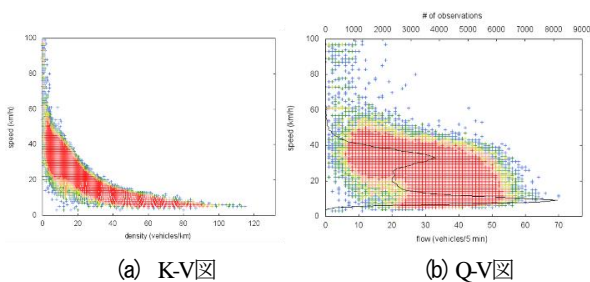 # of observations
0 1000 2000 3000 4000 5000 6000 7000 8000 9000
100
80
60
40
20
0
speed (km/h)
0 20 40 60 80 100 120
density (vehicles/km)
100
80
60
40
20
0
speed (km/h)
0 10 20 30 40 50 60 70 80
flow (vehicles/5 min)
(a) K-V図
(b) Q-V図